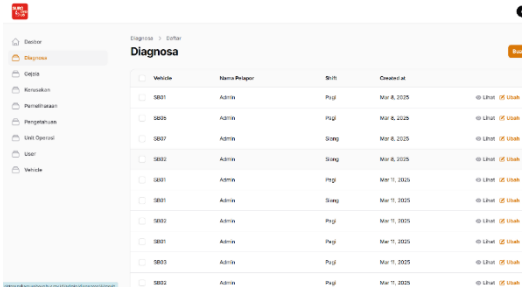 Dasbor
Diagnosa
Gejala
Kerusakan
Pemeliharaan
Pengetahuan
Unit Operasi
User
Vehicle
Diagnosa > Daftar
Diagnosa
Vehicle Nama Pelapor Shift Created at
SB01 Admin Pagi Mar 8, 2025 Lihat Ubah
SB05 Admin Pagi Mar 8, 2025 Lihat Ubah
SB07 Admin Siang Mar 8, 2025 Lihat Ubah
SB02 Admin Siang Mar 8, 2025 Lihat Ubah
SB01 Admin Pagi Mar 11, 2025 Lihat Ubah
SB01 Admin Siang Mar 11, 2025 Lihat Ubah
SB02 Admin Pagi Mar 11, 2025 Lihat Ubah
SB01 Admin Pagi Mar 11, 2025 Lihat Ubah
SB03 Admin Pagi Mar 11, 2025 Lihat Ubah
SB02 Admin Pagi Mar 11, 2025 Lihat Ubah